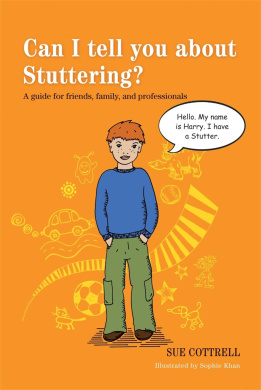 Can I tell you about
Stuttering?
A guide for friends, family, and professionals
Hello. My name
is Harry. I have
a Stutter.
SUE COTTRELL
Illustrated by Sophie Khan